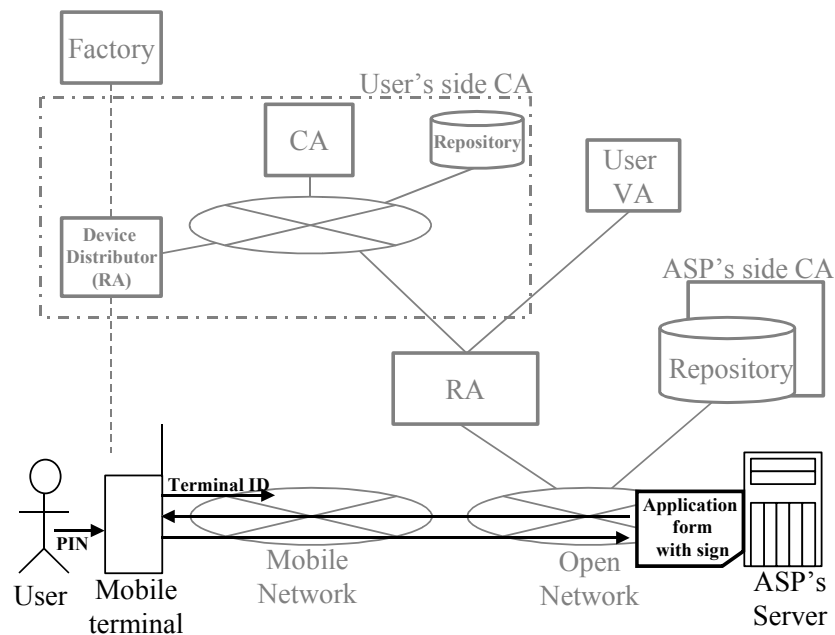 Factory
User's side CA
CA
Repository
User
VA
Device
Distributor
(RA)
ASP's side CA
Repository
RA
Terminal ID
PIN
Application
form
with sign
User
Mobile
terminal
Mobile
Network
Open
Network
ASP's
Server